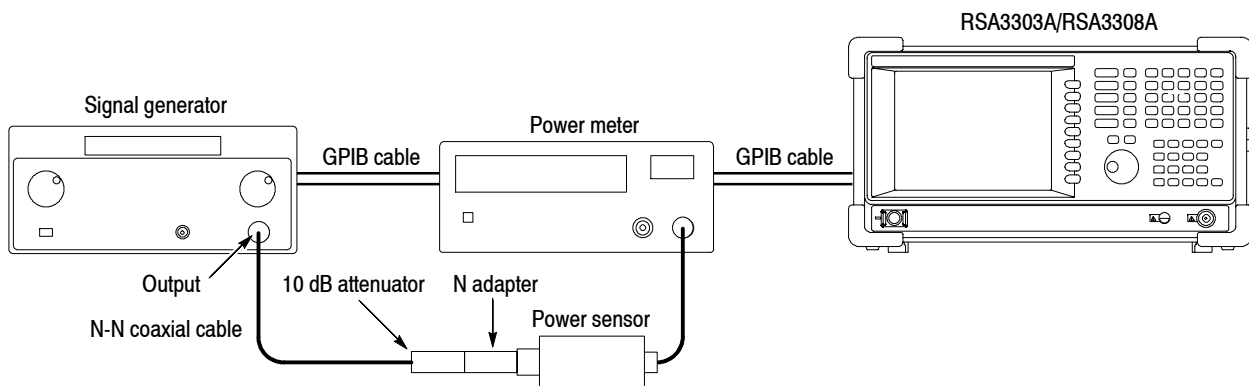 RSA3303A/RSA3308A
Signal generator
Power meter
GPIB cable
GPIB cable
Output
10 dB attenuator
N adapter
N-N coaxial cable
Power sensor